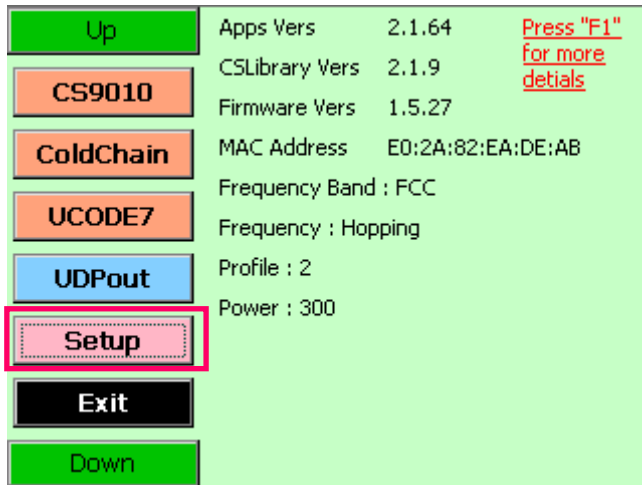 Up
CS9010
ColdChain
UCODE7
UDPout
Setup
Exit
Down
Apps Vers 2.1.64
CSLibrary Vers 2.1.9
Firmware Vers 1.5.27
MAC Address E0:2A:82:EA:DE:AB
Frequency Band : FCC
Frequency : Hopping
Profile : 2
Power : 300
Press "F1"
for more
detials